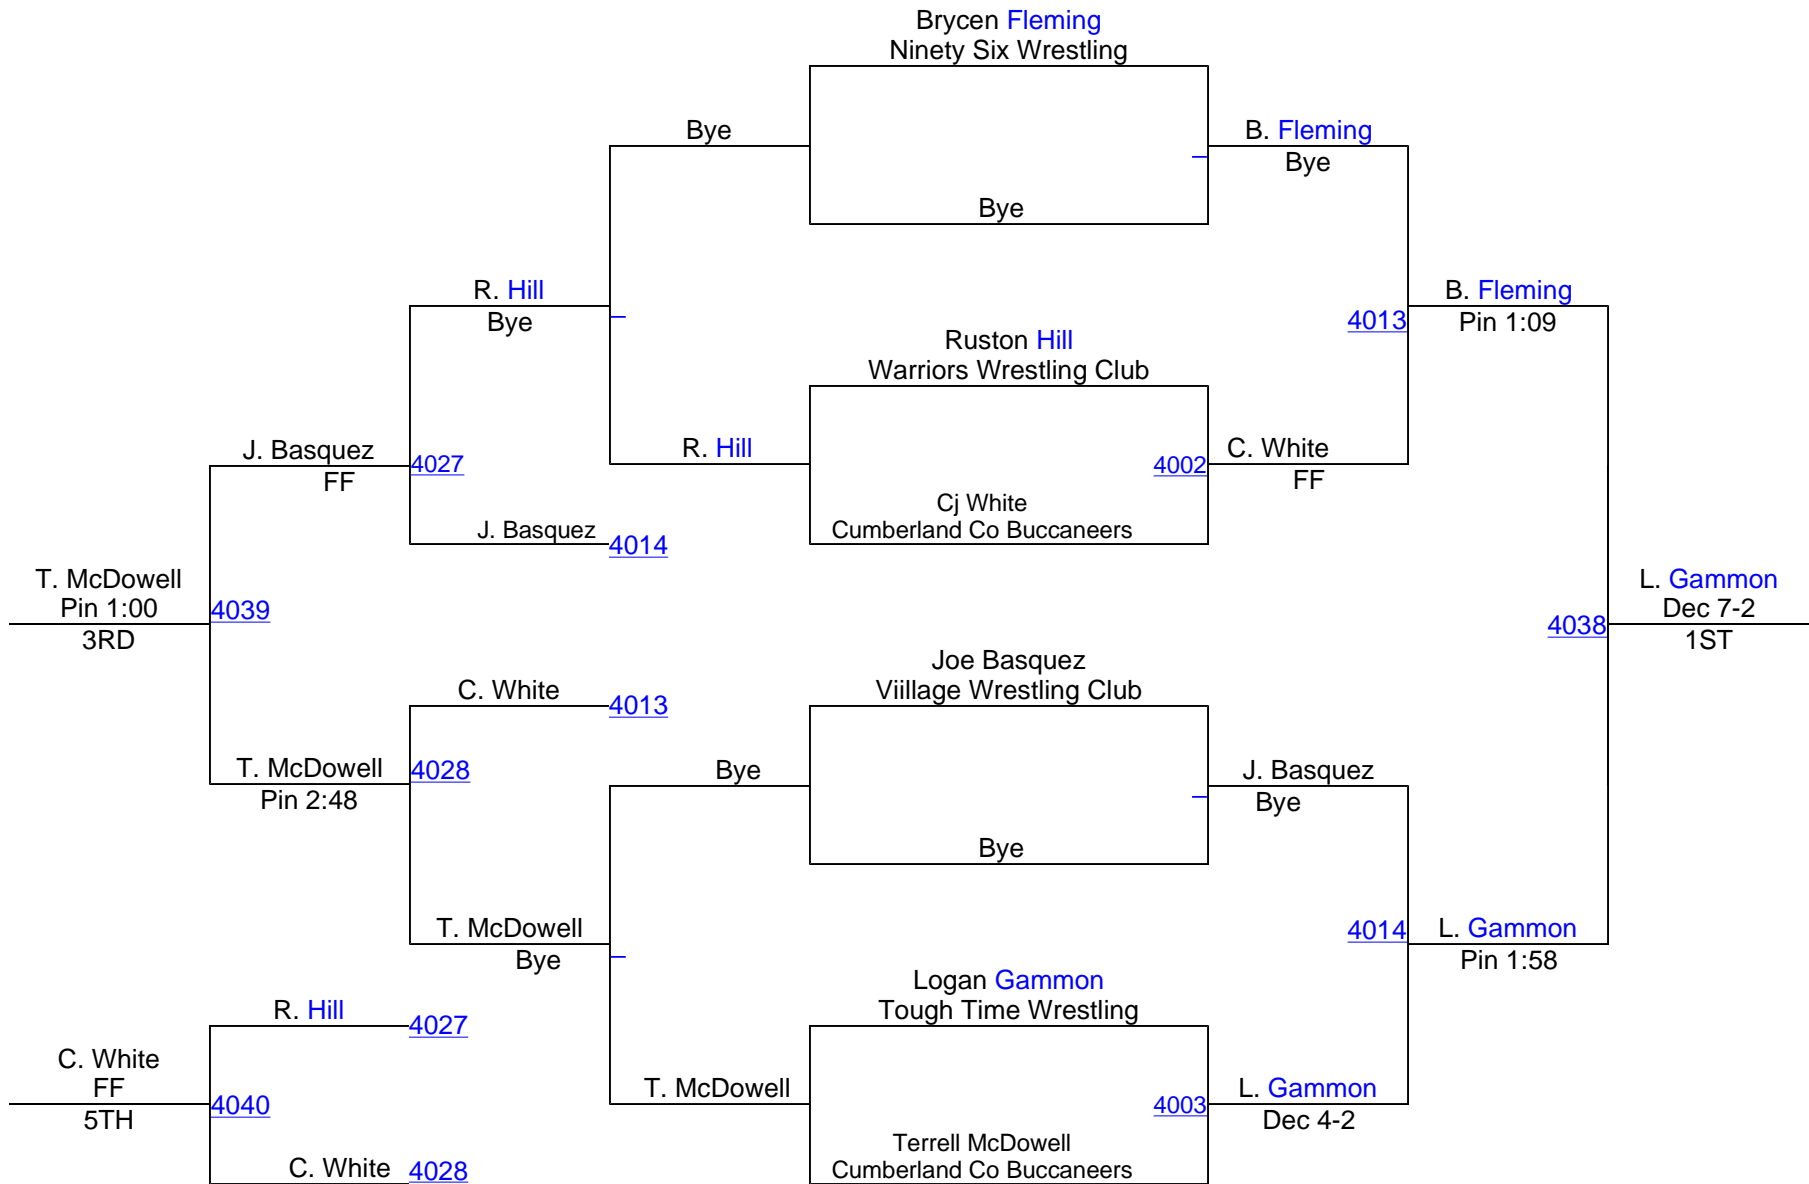 Brycen Fleming
Ninety Six Wrestling
Bye
B. Fleming
Bye
Bye
R. Hill
Bye
B. Fleming
Pin 1:09
4013
Ruston Hill
Warriors Wrestling Club
J. Basquez
FF
4027
R. Hill
4002
C. White
FF
Cj White
Cumberland Co Buccaneers
J. Basquez
4014
T. McDowell
Pin 1:00
3RD
4039
L. Gammon
Dec 7-2
1ST
4038
Joe Basquez
Viillage Wrestling Club
C. White
4013
T. McDowell
Pin 2:48
4028
Bye
J. Basquez
Bye
Bye
T. McDowell
Bye
4014
L. Gammon
Pin 1:58
Logan Gammon
Tough Time Wrestling
R. Hill
4027
C. White
FF
5TH
4040
T. McDowell
4003
L. Gammon
Dec 4-2
Terrell McDowell
Cumberland Co Buccaneers
C. White
4028